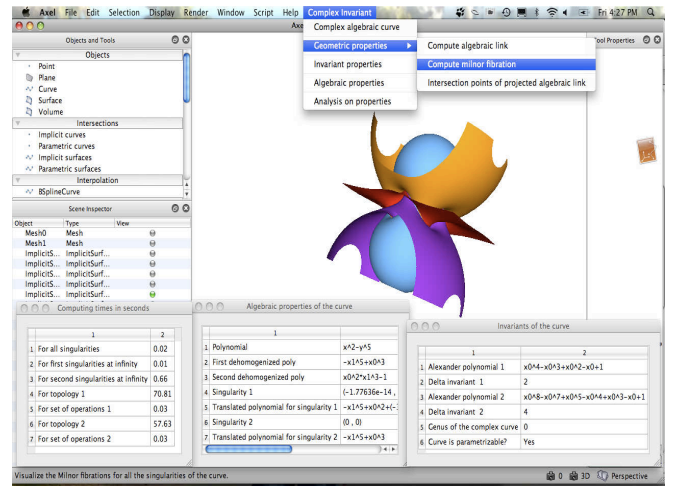 Axel File Edit Selection Display Render Window Script Help Complex Invariant Fri 4:27 PM
Axe
Complex algebraic curve
Geometric properties
Invariant properties
Algebraic properties
Analysis on properties
Compute algebraic link
Compute milnor fibration
Intersection points of projected algebraic link
Tool Properties
Objects and Tools
Objects
Point
Plane
Curve
Surface
Volume
Intersections
Implicit curves
Parametric curves
Implicit surfaces
Parametric surfaces
Interpolation
BSplineCurve
Scene Inspector
Object Type View
Mesh0 Mesh
Mesh1 Mesh
ImplicitS... ImplicitSurf...
ImplicitS... ImplicitSurf...
ImplicitS... ImplicitSurf...
ImplicitS... ImplicitSurf...
ImplicitS... ImplicitSurf...
Computing times in seconds
1 2
1 For all singularities 0.02
2 For first singularities at infinity 0.01
3 For second singularities at infinity 0.66
4 For topology 1 70.81
5 For set of operations 1 0.03
6 For topology 2 57.63
7 For set of operations 2 0.03
Algebraic properties of the curve
1
1 Polynomial x^2-y^5
2 First dehomogenized poly -x1^5+x0^3
3 Second dehomogenized poly x0^2*x1^3-1
4 Singularity 1 (-1.77636e-14 ,
5 Translated polynomial for singularity 1 -x1^5+x0^2+(-1
6 Singularity 2 (0 , 0)
7 Translated polynomial for singularity 2 -x1^5+x0^3
Invariants of the curve
1 2
1 Alexander polynomial 1 x0^4-x0^3+x0^2-x0+1
2 Delta invariant 1 2
3 Alexander polynomial 2 x0^8-x0^7+x0^5-x0^4+x0^3-x0+1
4 Delta invariant 2 4
5 Genus of the complex curve 0
6 Curve is parametrizable? Yes
Visualize the Milnor fibrations for all the singularities of the curve.
0 3D Perspective